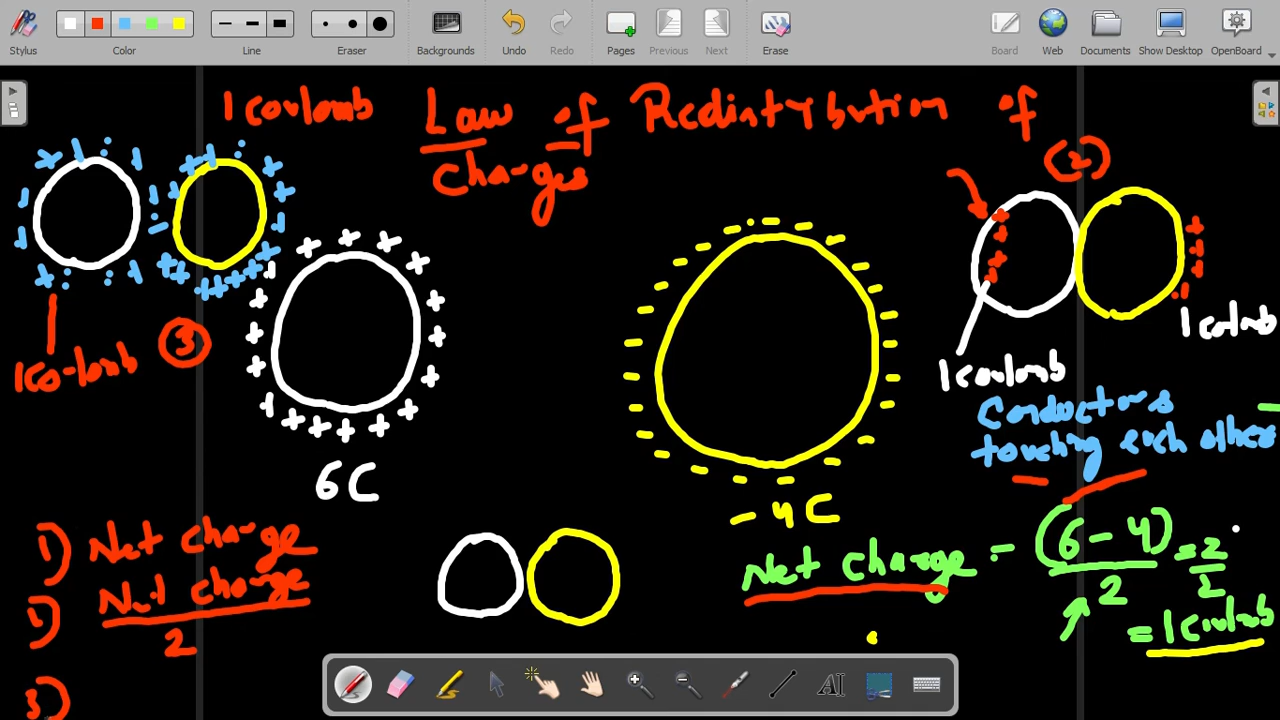 Stylus
Color
Line
Eraser
Backgrounds
Undo
Redo
Pages
Previous
Next
Erase
Board
Web
Documents
Show Desktop
OpenBoard
1 coulomb
Law of Redistribution of
Charges
(2)
1 coulomb
3
6C
- 4C
1 coulomb
1 coulomb
Conductors
touching each other
1) Net charge
1) Net charge
2
3)
Net charge = (6-4)/2 = 2/2
= 1 Coulomb
AI